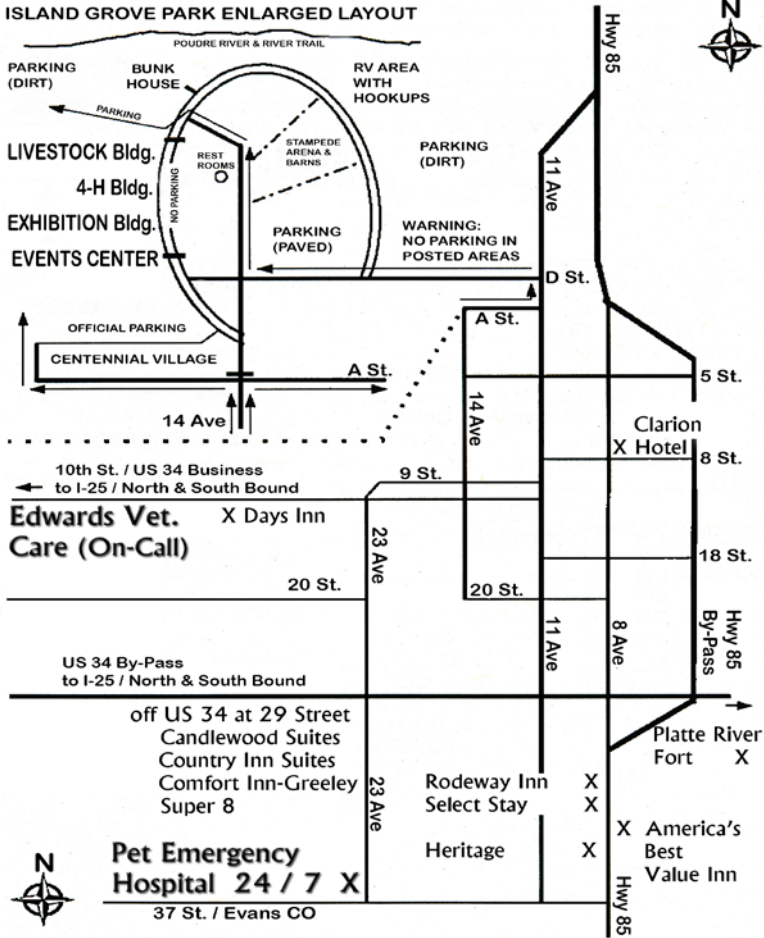 ISLAND GROVE PARK ENLARGED LAYOUT
N
POUDRE RIVER & RIVER TRAIL
Hwy 85
PARKING
(DIRT)
BUNK
HOUSE
RV AREA
WITH
HOOKUPS
PARKING
LIVESTOCK Bldg.
REST
ROOMS
STAMPEDE
ARENA &
BARNS
PARKING
(DIRT)
11 Ave
4-H Bldg.
NO PARKING
EXHIBITION Bldg.
PARKING
(PAVED)
WARNING:
NO PARKING IN
POSTED AREAS
EVENTS CENTER
D St.
A St.
OFFICIAL PARKING
CENTENNIAL VILLAGE
A St.
5 St.
14 Ave
14 Ave
Clarion
X Hotel
8 St.
10th St. / US 34 Business
to I-25 / North & South Bound
9 St.
Edwards Vet.
Care (On-Call)
X Days Inn
23 Ave
18 St.
20 St.
20 St.
11 Ave
8 Ave
Hwy 85
By-Pass
US 34 By-Pass
to I-25 / North & South Bound
off US 34 at 29 Street
Candlewood Suites
Country Inn Suites
Comfort Inn-Greeley
Super 8
23 Ave
Platte River
Fort X
Rodeway Inn X
Select Stay X
Heritage X
X America's
Best
Value Inn
N
Pet Emergency
Hospital 24 / 7 X
37 St. / Evans CO
Hwy 85